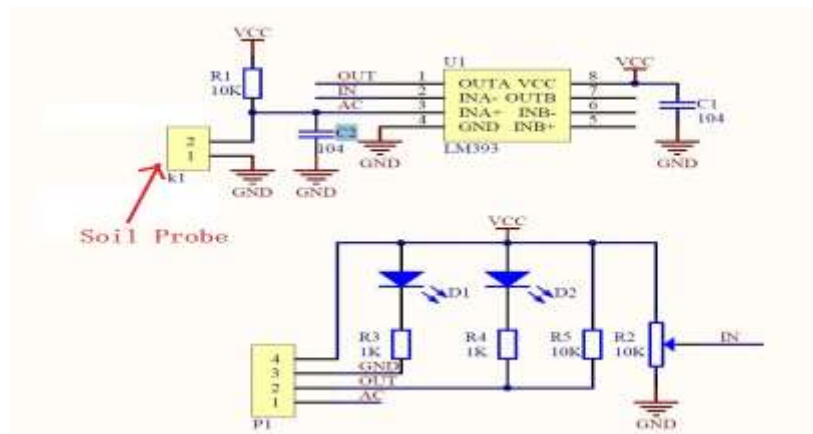 VCC
R1
10K
2
1
k1
GND
Soil Probe
C2
104
GND
OUT
IN
AC
1
2
3
4
GND
U1
OUTA VCC
INA- OUTB
INA+ INB-
GND INB+
LM393
8
7
6
5
VCC
C1
104
GND
VCC
D1
D2
R3
1K
R4
1K
R5
10K
R2
10K
IN
GND
4
3
2
1
GND
OUT
AC
P1